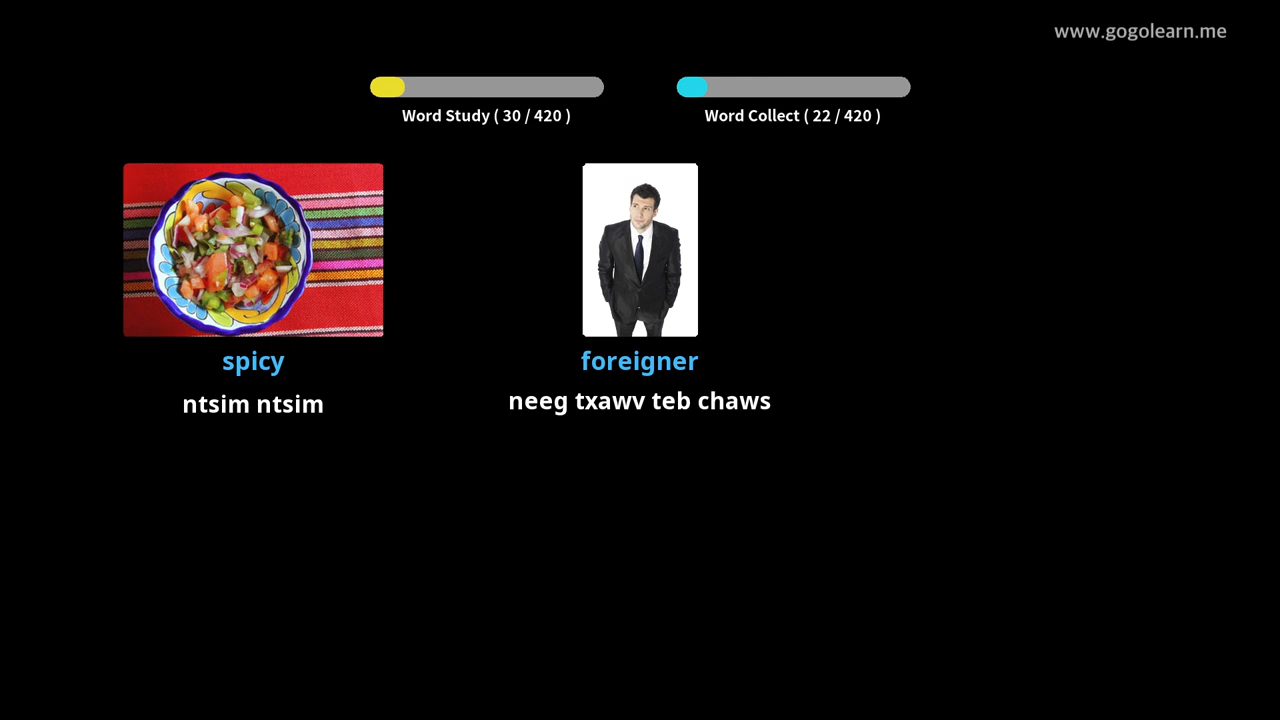 www.gogolearn.me
Word Study ( 30 / 420 )
Word Collect ( 22 / 420 )
spicy
ntsim ntsim
foreigner
neeg txawv teb chaws